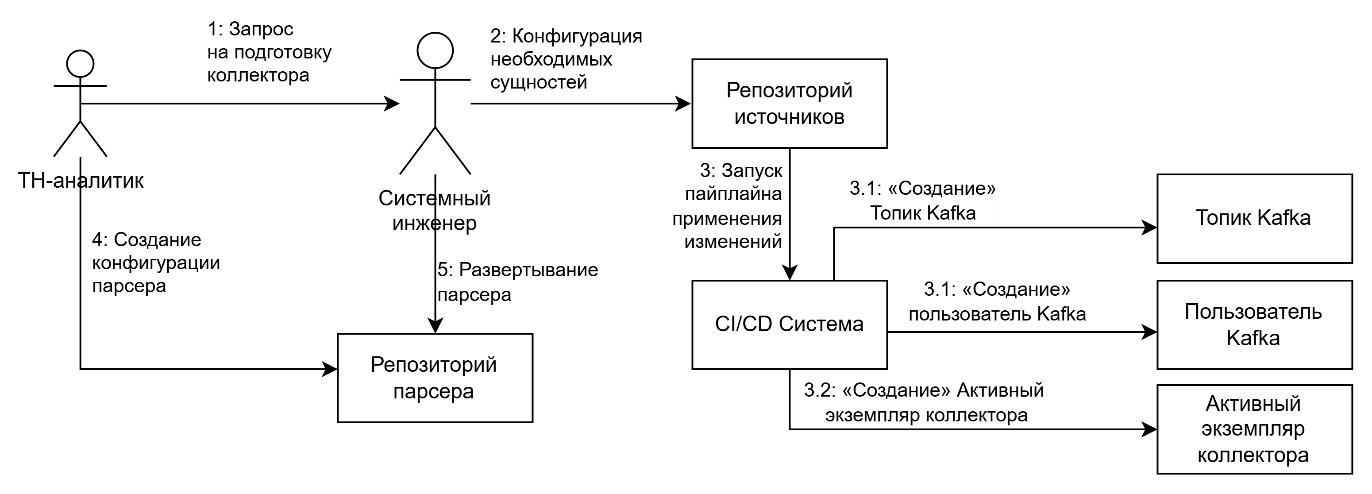 1: Запрос
на подготовку
коллектора
2: Конфигурация
необходимых
сущностей
Репозиторий
источников
ТН-аналитик
Системный
инженер
3: Запуск
пайплайна
применения
изменений
3.1: «Создание»
Топик Kafka
Топик Kafka
4: Создание
конфигурации
парсера
5: Развертывание
парсера
CI/CD Система
3.1: «Создание»
пользователь Kafka
Пользователь
Kafka
Репозиторий
парсера
3.2: «Создание» Активный
экземпляр коллектора
Активный
экземпляр
коллектора